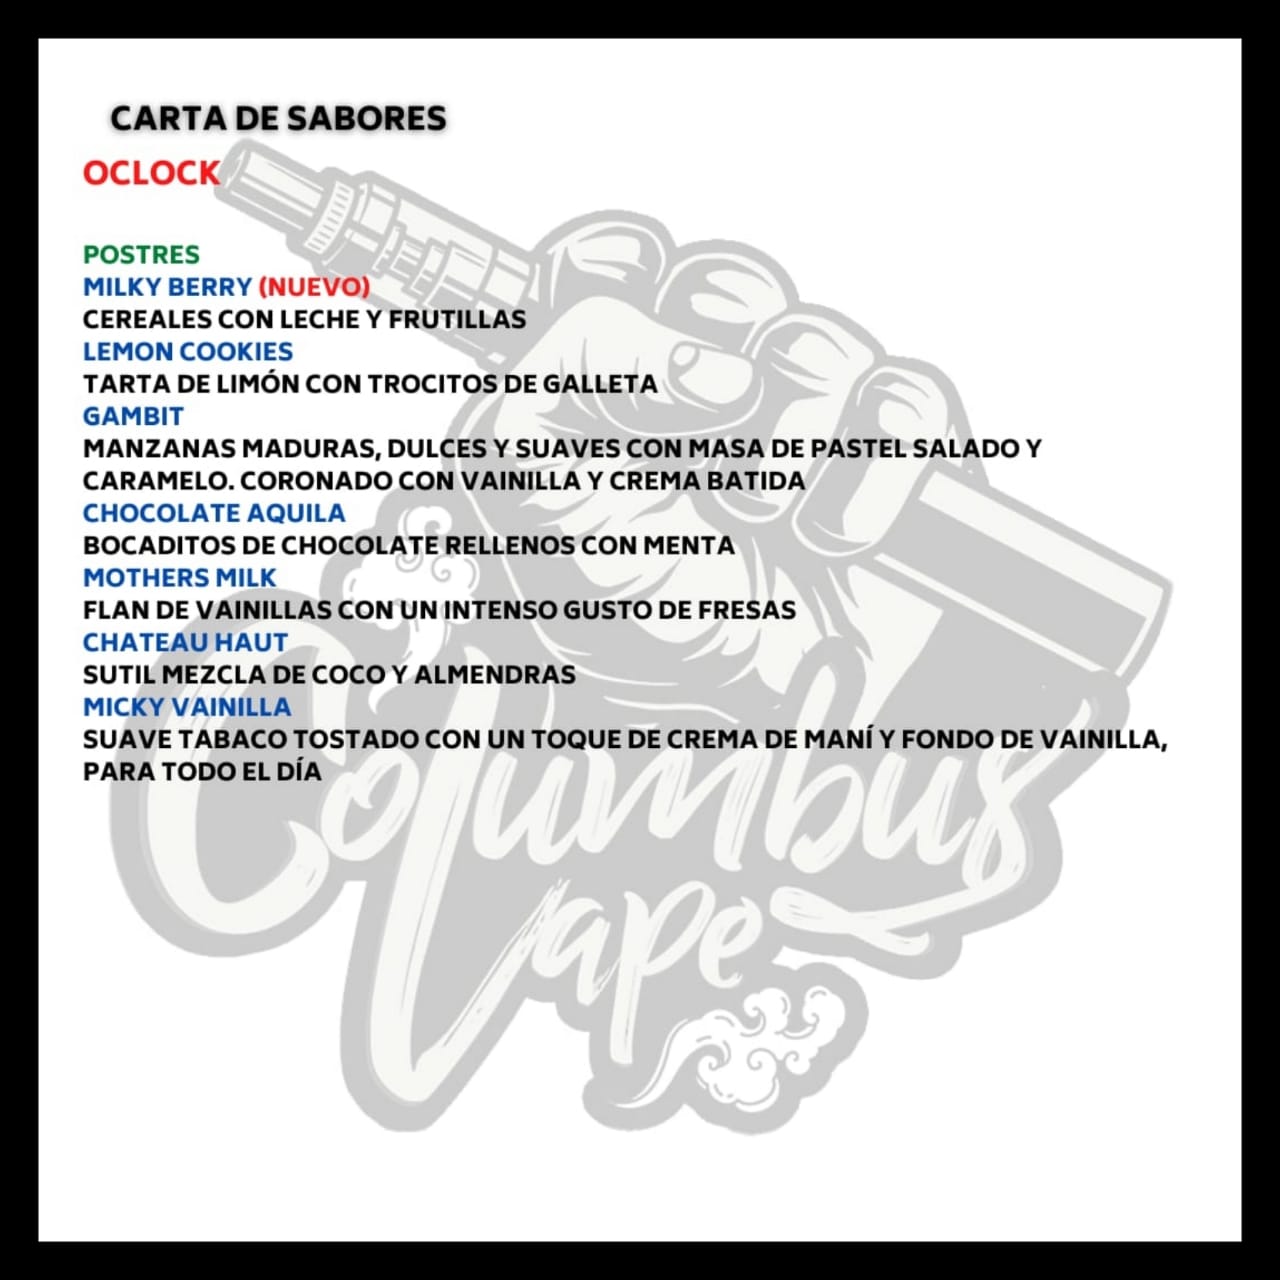 CARTA DE SABORES
OCLOCK
POSTRES
MILKY BERRY (NUEVO)
CEREALES CON LECHE Y FRUTILLAS
LEMON COOKIES
TARTA DE LIMÓN CON TROCITOS DE GALLETA
GAMBIT
MANZANAS MADURAS, DULCES Y SUAVES CON MASA DE PASTEL SALADO Y
CARAMELO. CORONADO CON VAINILLA Y CREMA BATIDA
CHOCOLATE AQUILA
BOCADITOS DE CHOCOLATE RELLENOS CON MENTA
MOTHERS MILK
FLAN DE VAINILLAS CON UN INTENSO GUSTO DE FRESAS
CHATEAU HAUT
SUTIL MEZCLA DE COCO Y ALMENDRAS
MICKY VAINILLA
SUAVE TABACO TOSTADO CON UN TOQUE DE CREMA DE MANÍ Y FONDO DE VAINILLA,
PARA TODO EL DÍA
Columbus
Vape